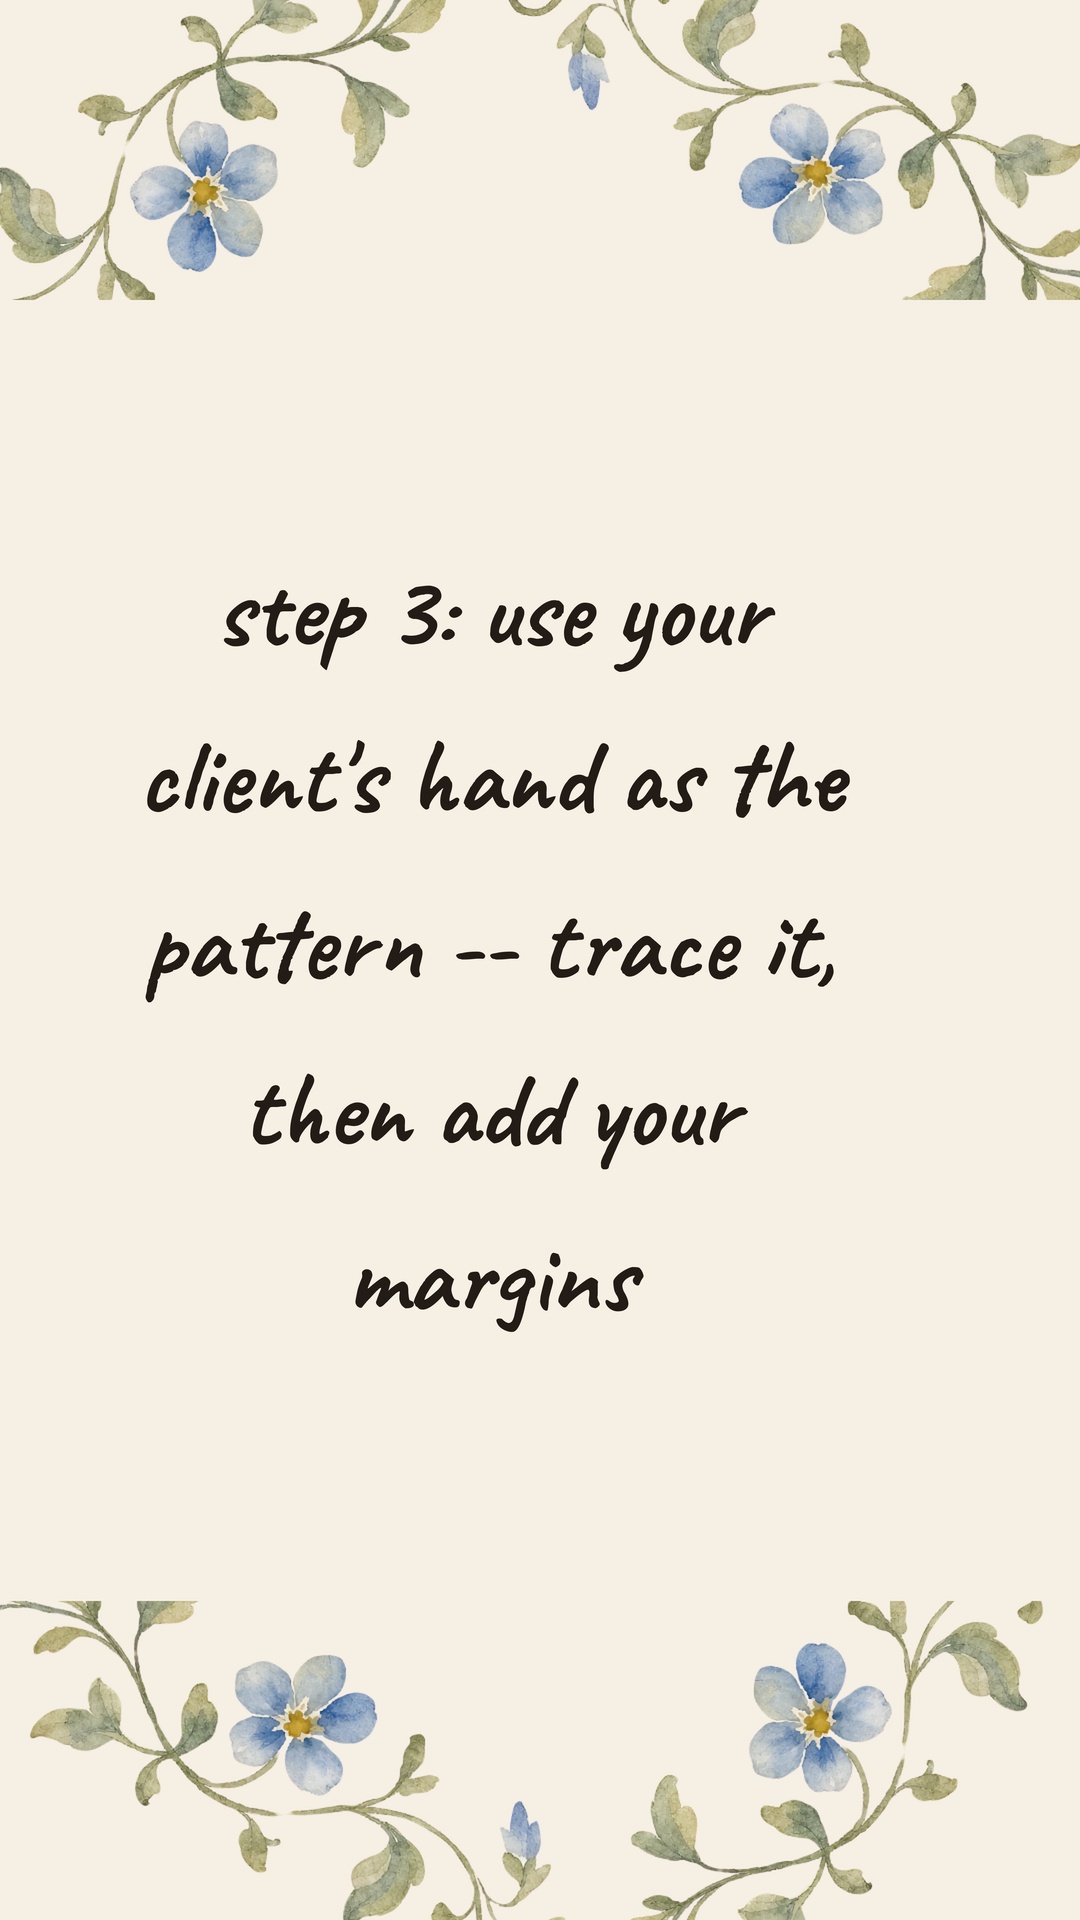 step 3: use your
client's hand as the
pattern -- trace it,
then add your
margins